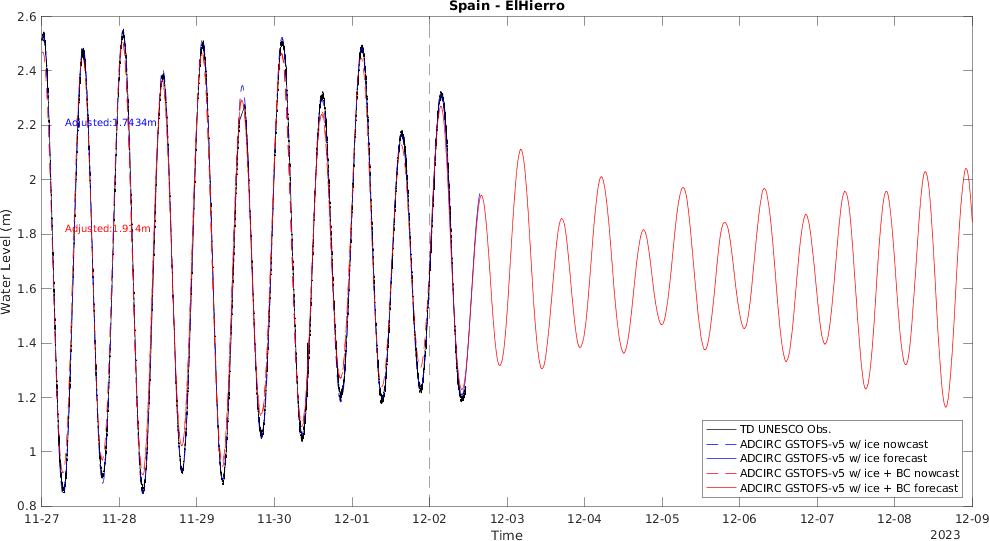 Spain - ElHierro
2.6
2.4
2.2
2
1.8
1.6
1.4
1.2
1
0.8
Water Level (m)
Adjusted:1.7434m
Adjusted:1.914m
TD UNESCO Obs.
ADCIRC GSTOFS-v5 w/ ice nowcast
ADCIRC GSTOFS-v5 w/ ice forecast
ADCIRC GSTOFS-v5 w/ ice + BC nowcast
ADCIRC GSTOFS-v5 w/ ice + BC forecast
11-27 11-28 11-29 11-30 12-01 12-02 12-03 12-04 12-05 12-06 12-07 12-08 12-09
Time
2023